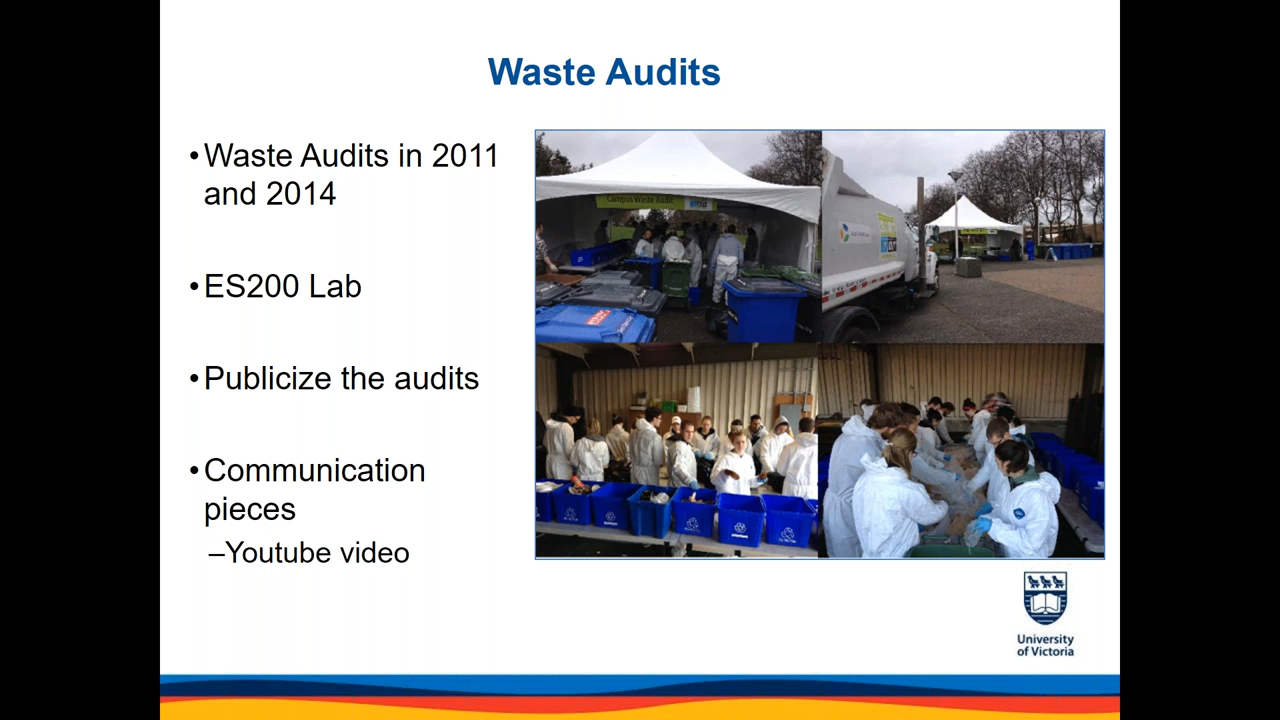 Waste Audits
•Waste Audits in 2011
and 2014
•ES200 Lab
•Publicize the audits
•Communication
pieces
–Youtube video
Campus Waste Audit
University
of Victoria